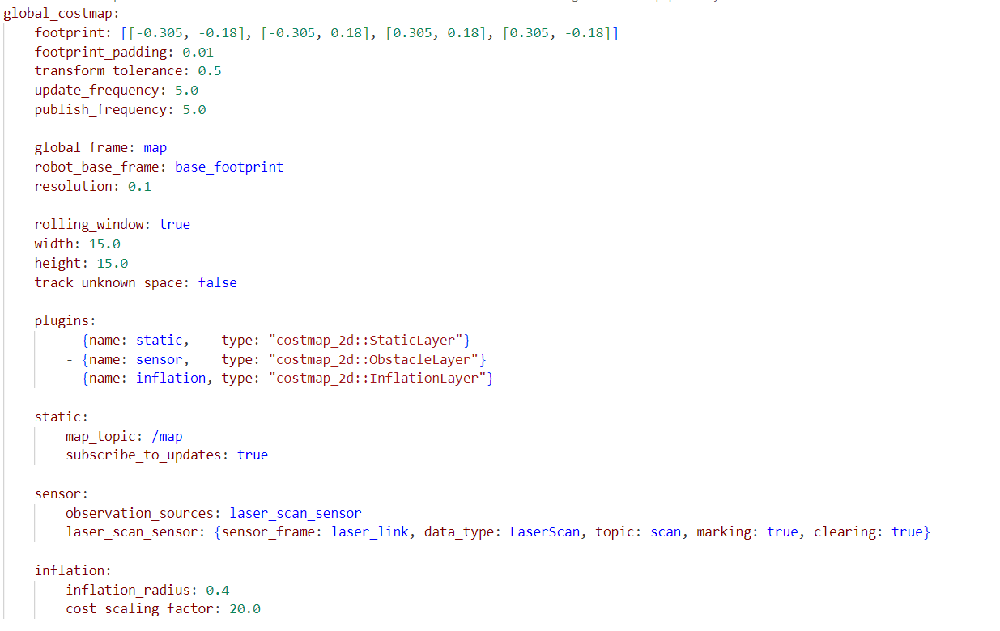 global_costmap:
    footprint: [[-0.305, -0.18], [-0.305, 0.18], [0.305, 0.18], [0.305, -0.18]]
    footprint_padding: 0.01
    transform_tolerance: 0.5
    update_frequency: 5.0
    publish_frequency: 5.0

    global_frame: map
    robot_base_frame: base_footprint
    resolution: 0.1

    rolling_window: true
    width: 15.0
    height: 15.0
    track_unknown_space: false

    plugins:
        - {name: static,    type: "costmap_2d::StaticLayer"}
        - {name: sensor,    type: "costmap_2d::ObstacleLayer"}
        - {name: inflation, type: "costmap_2d::InflationLayer"}

    static:
        map_topic: /map
        subscribe_to_updates: true

    sensor:
        observation_sources: laser_scan_sensor
        laser_scan_sensor: {sensor_frame: laser_link, data_type: LaserScan, topic: scan, marking: true, clearing: true}

    inflation:
        inflation_radius: 0.4
        cost_scaling_factor: 20.0